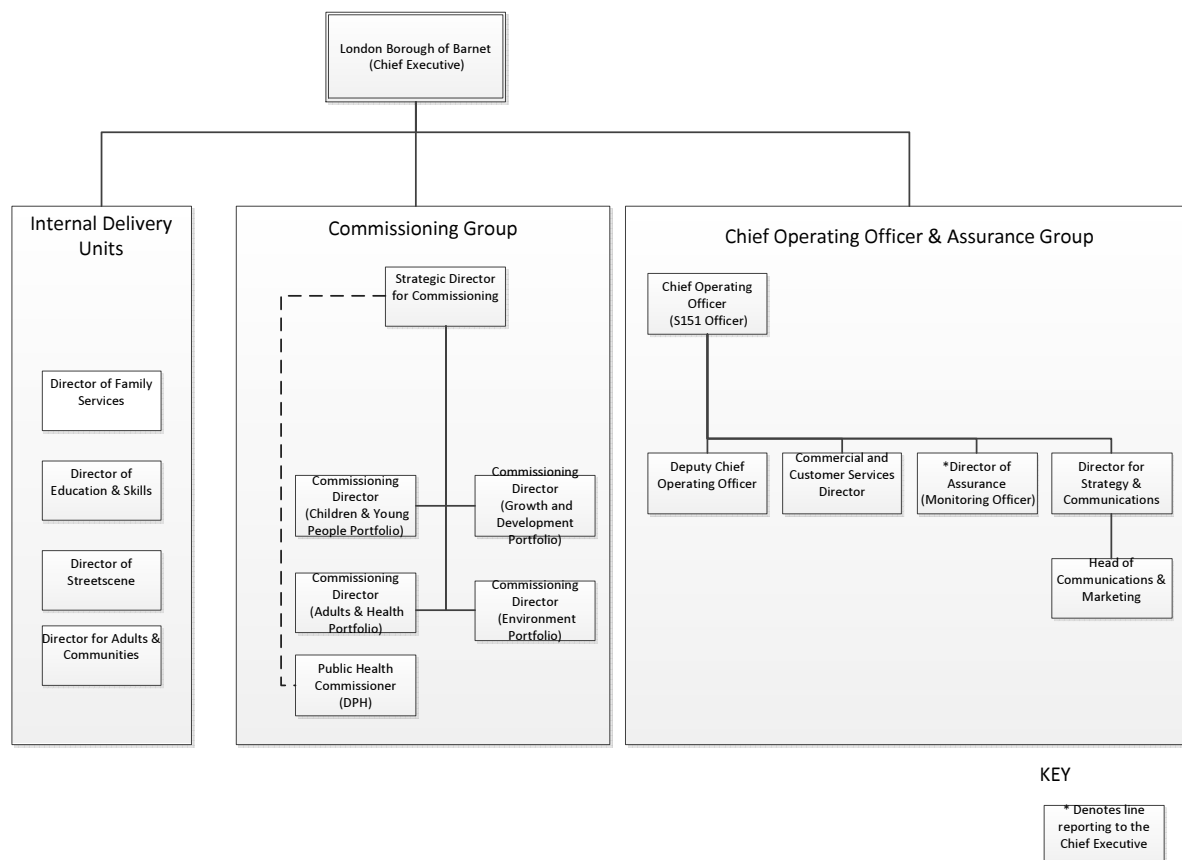 London Borough of Barnet
(Chief Executive)
Internal Delivery
Units
Director of Family
Services
Director of
Education & Skills
Director of
Streetscene
Director for Adults &
Communities
Commissioning Group
Strategic Director
for Commissioning
Commissioning
Director
(Children & Young
People Portfolio)
Commissioning
Director
(Growth and
Development
Portfolio)
Commissioning
Director
(Adults & Health
Portfolio)
Commissioning
Director
(Environment
Portfolio)
Public Health
Commissioner
(DPH)
Chief Operating Officer & Assurance Group
Chief Operating
Officer
(S151 Officer)
Deputy Chief
Operating Officer
Commercial and
Customer Services
Director
*Director of
Assurance
(Monitoring Officer)
Director for
Strategy &
Communications
Head of
Communications &
Marketing
KEY
* Denotes line
reporting to the
Chief Executive